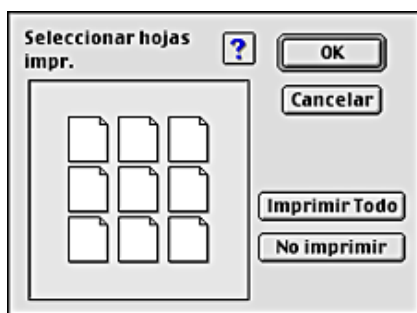 Seleccionar hojas
impr.
?
OK
Cancelar
Imprimir Todo
No imprimir